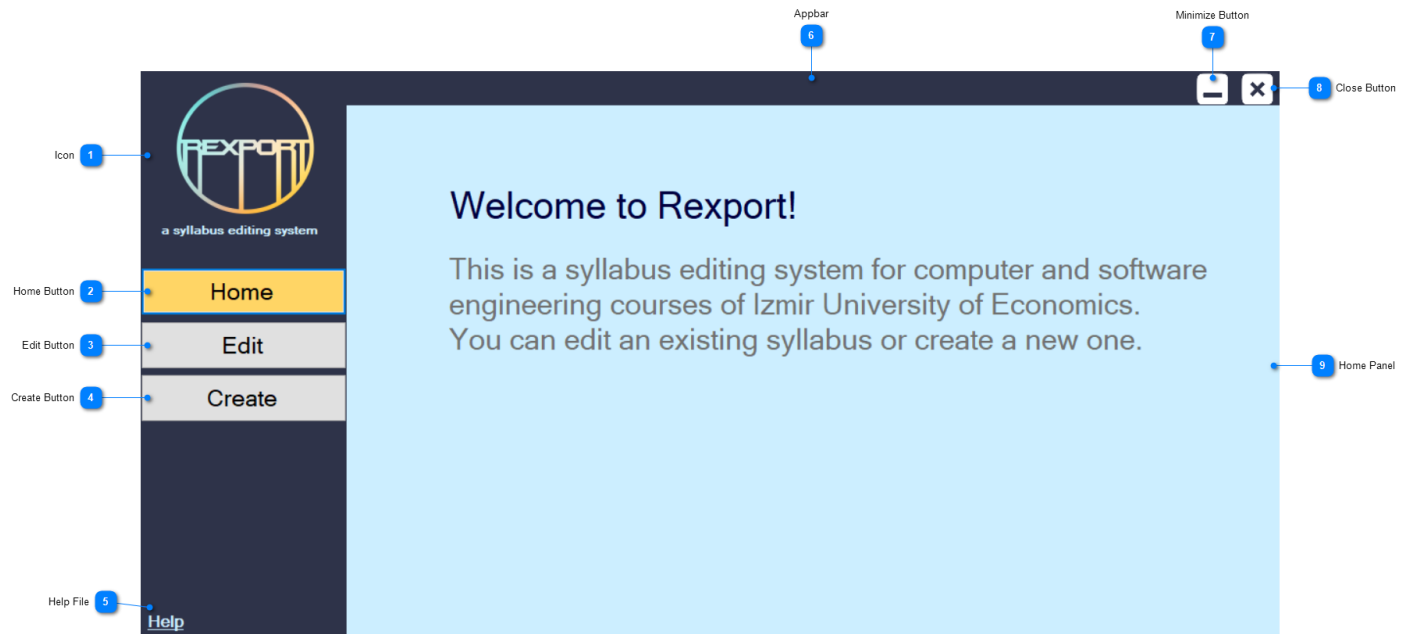 Appbar
6
Minimize Button
7
8 Close Button
Icon 1
REXPORT
a syllabus editing system
Welcome to Rexport!
This is a syllabus editing system for computer and software
engineering courses of Izmir University of Economics.
You can edit an existing syllabus or create a new one.
Home Button 2
Home
Edit Button 3
Edit
9 Home Panel
Create Button 4
Create
Help File 5
Help